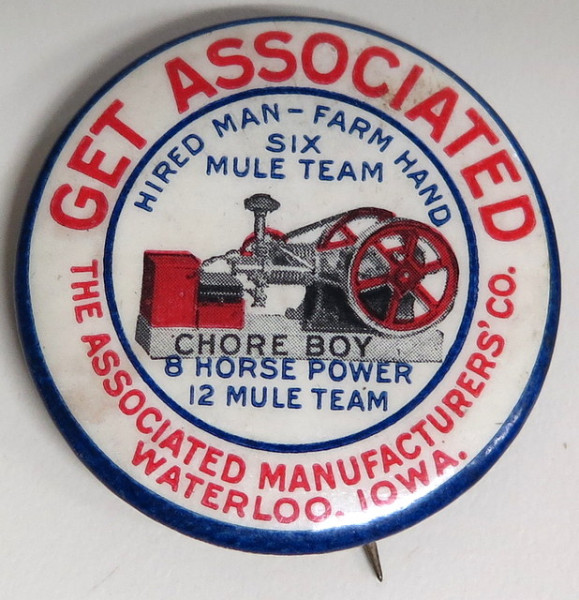 GET ASSOCIATED
HIRED MAN - FARM HAND
SIX
MULE TEAM
CHORE BOY
8 HORSE POWER
12 MULE TEAM
THE ASSOCIATED MANUFACTURERS' CO.
WATERLOO. IOWA.